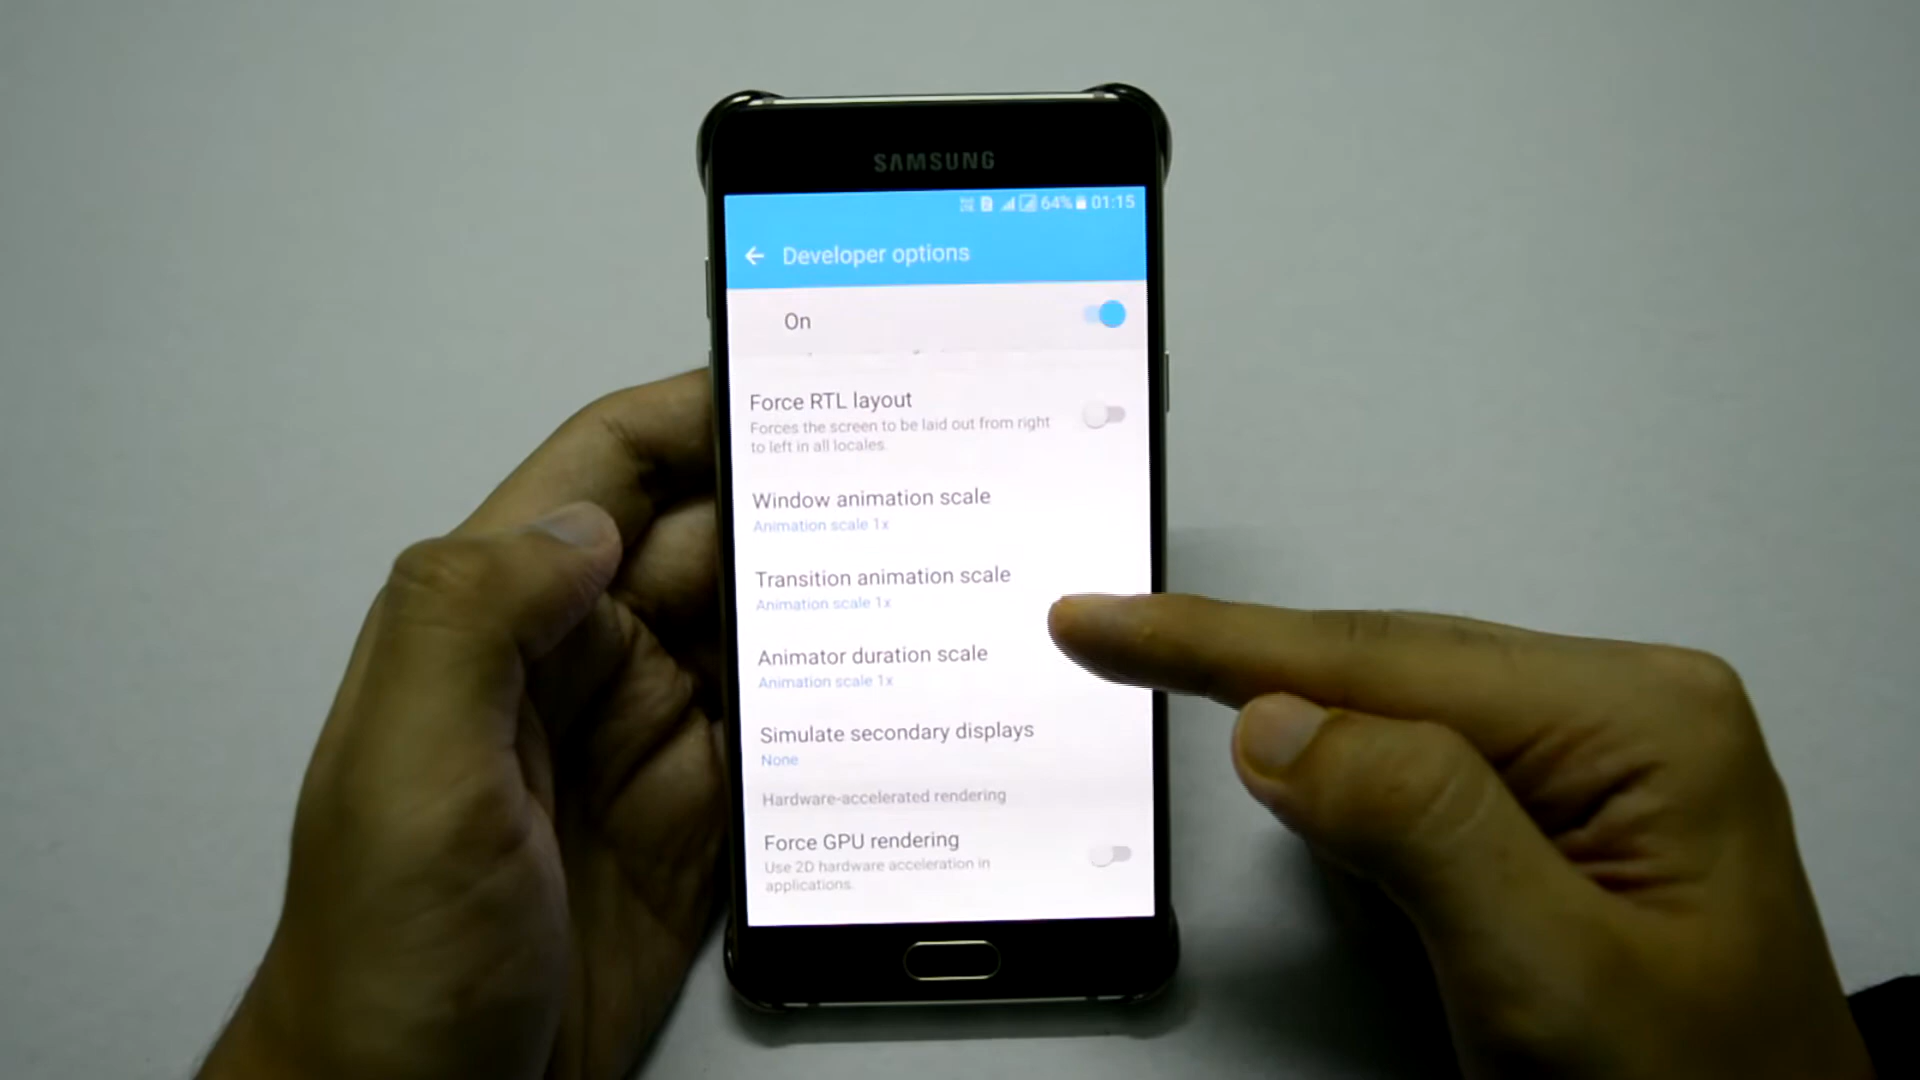 SAMSUNG
64% 01:15
Developer options
On
Force RTL layout
Forces the screen to be laid out from right
to left in all locales.
Window animation scale
Animation scale 1x
Transition animation scale
Animation scale 1x
Animator duration scale
Animation scale 1x
Simulate secondary displays
None
Hardware-accelerated rendering
Force GPU rendering
Use 2D hardware acceleration in
applications.